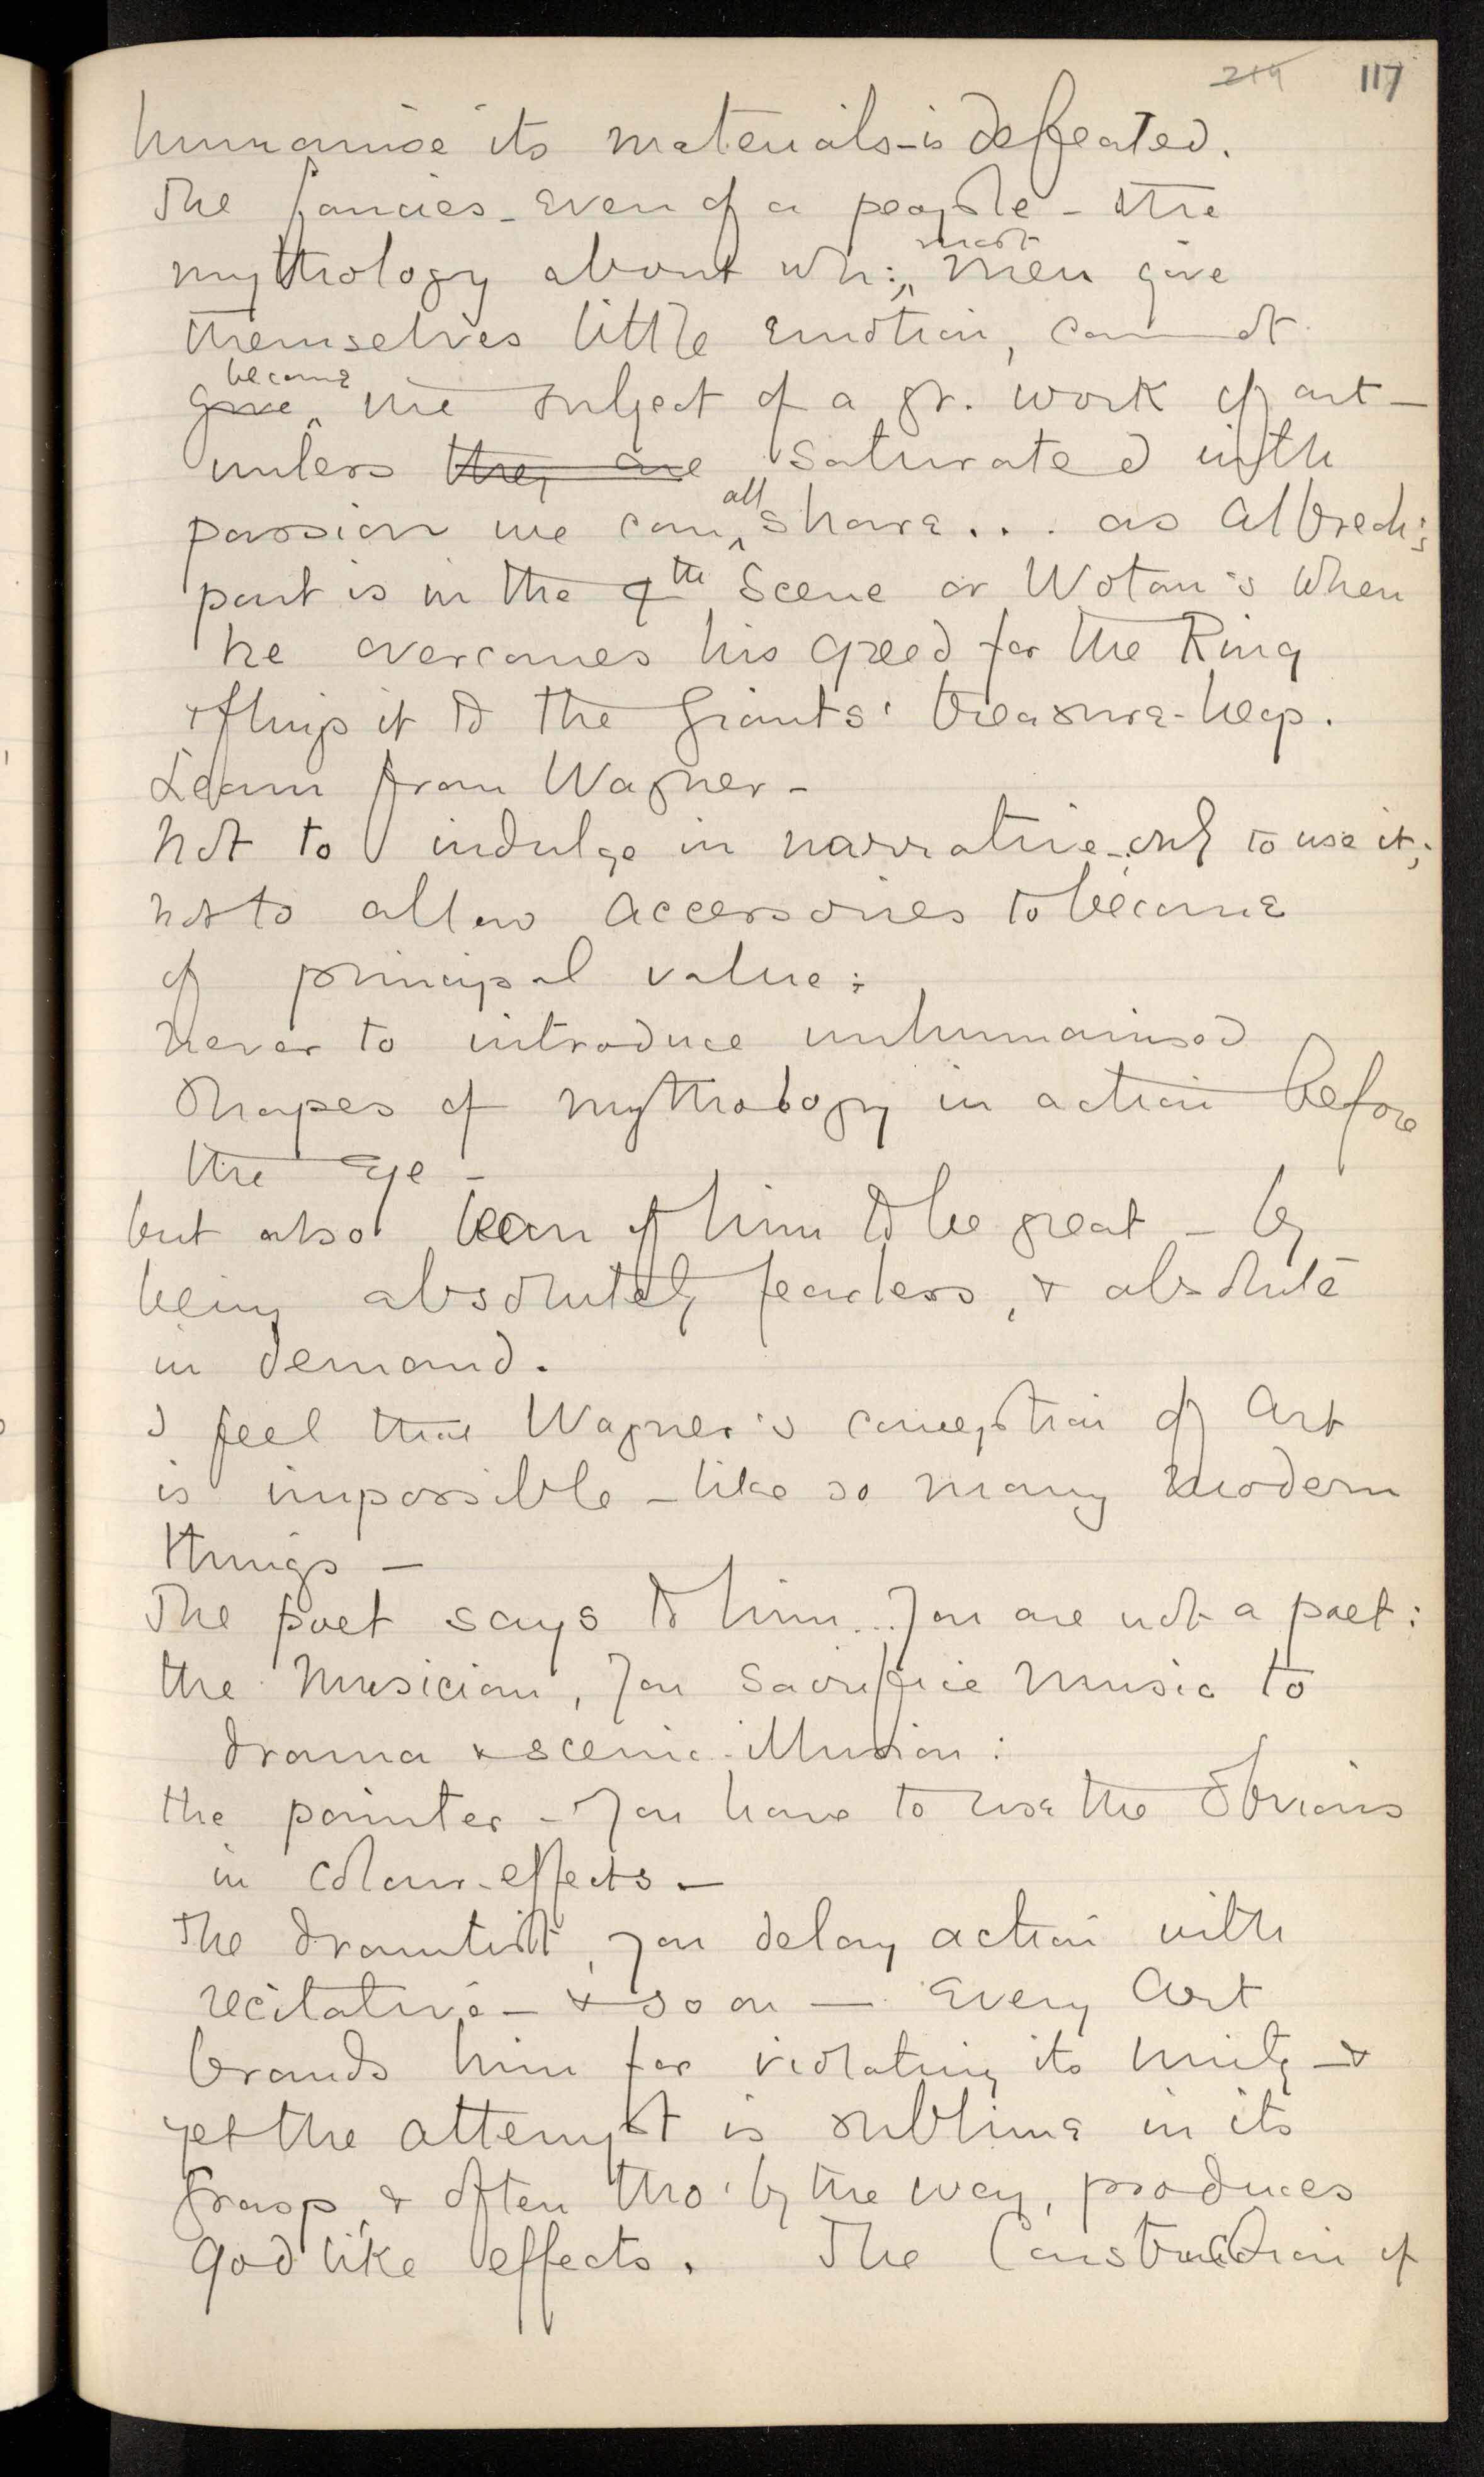 219 117
humanise its materials - is defeated.
The fancies - even of a people - the
mythology about wh:, most men give
themselves little emotion, cannot
give become the subject of a gr. work of art -
unless they are saturated with
passion we can all share... as Albrech's
part is in the 4th Scene or Wotan's when
he overcomes his greed for the Ring
& flings it to the Giants' treasure-heap.
Learn from Wagner -
not to indulge in narrative - only to use it;
not to allow accessories to become
of principal value:
never to introduce unhumanised
shapes of mythology in action before
the eye -
but also learn of him to be great - by
being absolutely fearless, & absolute
in demand.
I feel that Wagner's conception of Art
is impossible - like so many modern
things -
The poet says to him... You are not a poet:
the Musician, You sacrifice Music to
drama & scenic-illusion:
the painter - You have to use the obvious
in colour-effects -
The dramtist, you delay action with
recitative - & so on - Every Art
brands him for violating its Unity - &
yet the attempt is sublime in its
Grasp & often tho' by the way, produces
god like effects. The Construction of